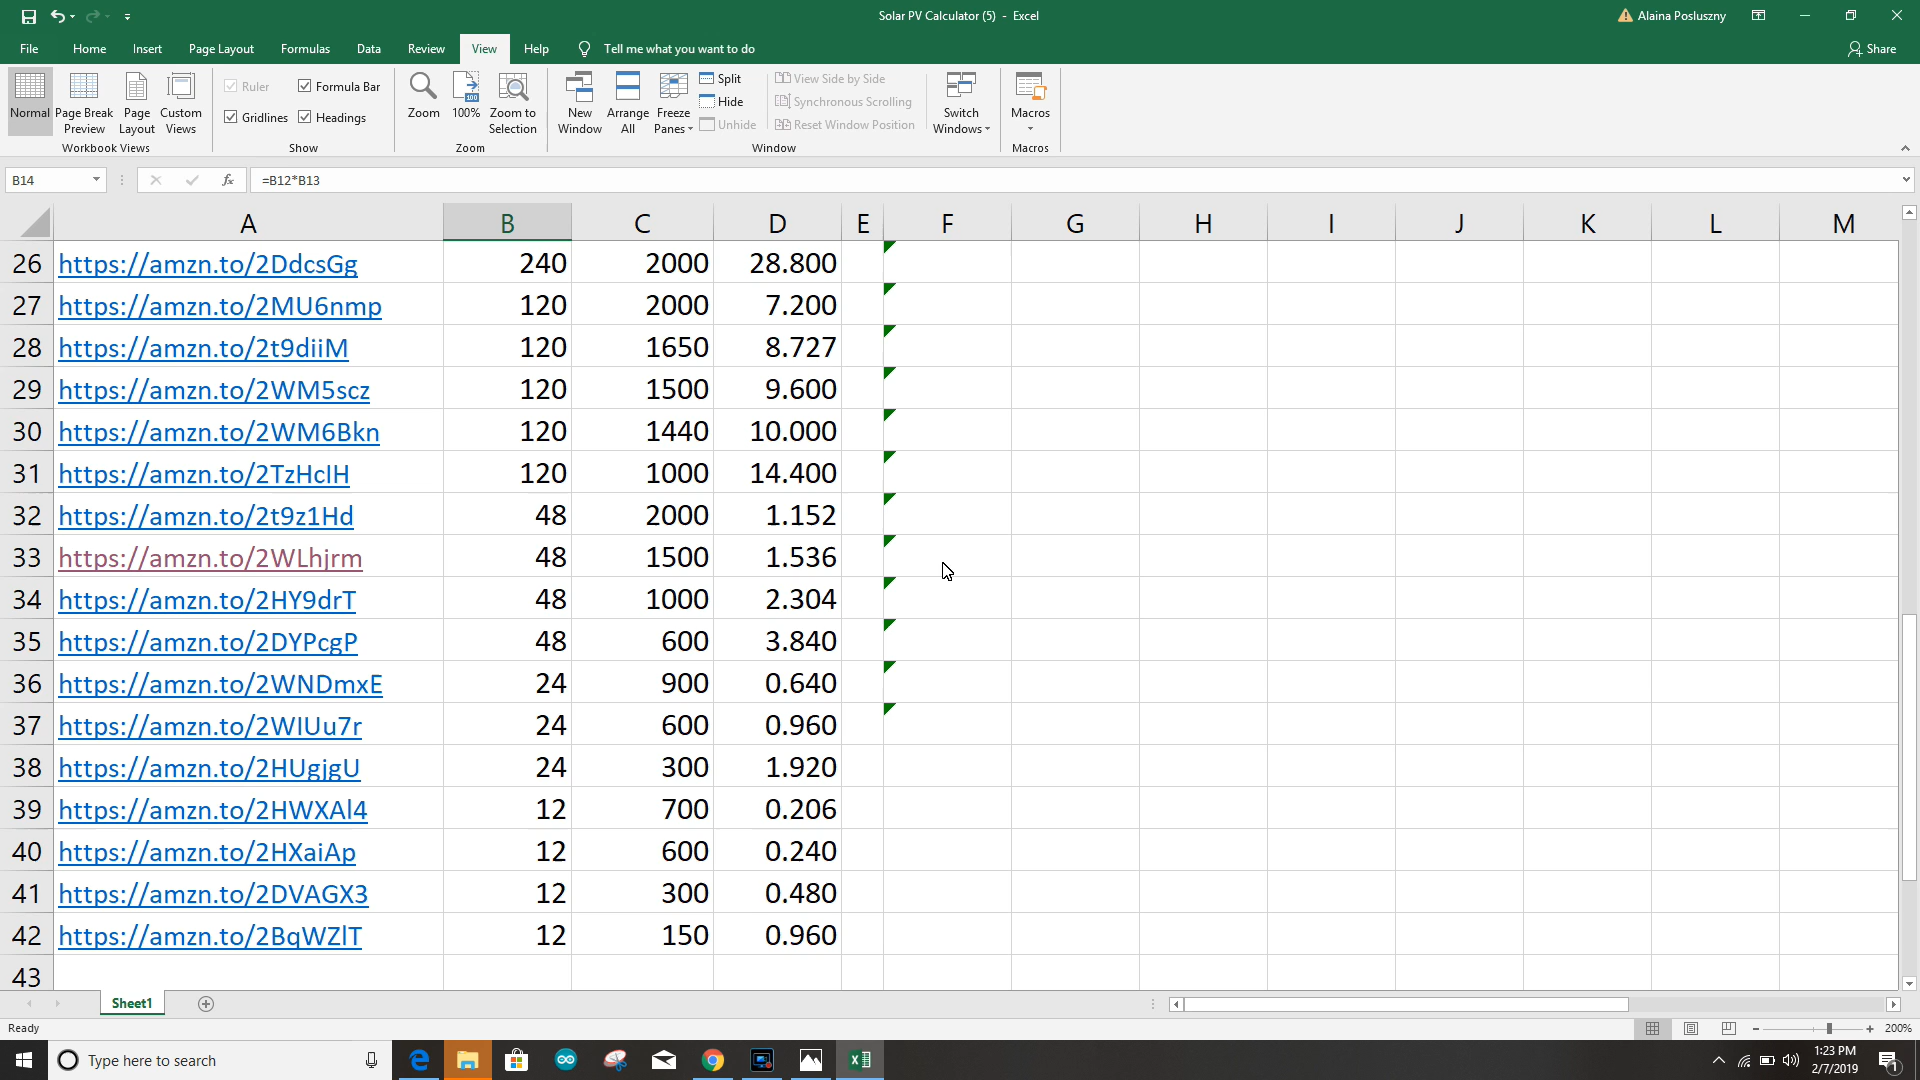 Solar PV Calculator (5) - Excel
Alaina Posluszny
File Home Insert Page Layout Formulas Data Review View Help Tell me what you want to do Share
Normal Page Break Preview Page Layout Custom Views
Ruler Formula Bar
Gridlines Headings
Zoom 100% Zoom to Selection
New Window Arrange All Freeze Panes
Split
Hide
Unhide
View Side by Side
Synchronous Scrolling
Reset Window Position
Switch Windows
Macros
Workbook Views Show Zoom Window Macros
B14 fx =B12*B13
A B C D E F G H I J K L M
26 https://amzn.to/2DdcsGg 240 2000 28.800
27 https://amzn.to/2MU6nmp 120 2000 7.200
28 https://amzn.to/2t9diiM 120 1650 8.727
29 https://amzn.to/2WM5scz 120 1500 9.600
30 https://amzn.to/2WM6Bkn 120 1440 10.000
31 https://amzn.to/2TzHclH 120 1000 14.400
32 https://amzn.to/2t9z1Hd 48 2000 1.152
33 https://amzn.to/2WLhjrm 48 1500 1.536
34 https://amzn.to/2HY9drT 48 1000 2.304
35 https://amzn.to/2DYPcgP 48 600 3.840
36 https://amzn.to/2WNDmxE 24 900 0.640
37 https://amzn.to/2WlUu7r 24 600 0.960
38 https://amzn.to/2HUgjgU 24 300 1.920
39 https://amzn.to/2HWXAl4 12 700 0.206
40 https://amzn.to/2HXaiAp 12 600 0.240
41 https://amzn.to/2DVAGX3 12 300 0.480
42 https://amzn.to/2BqWZlT 12 150 0.960
43
Sheet1
Ready
200%
Type here to search
1:23 PM
2/7/2019
1